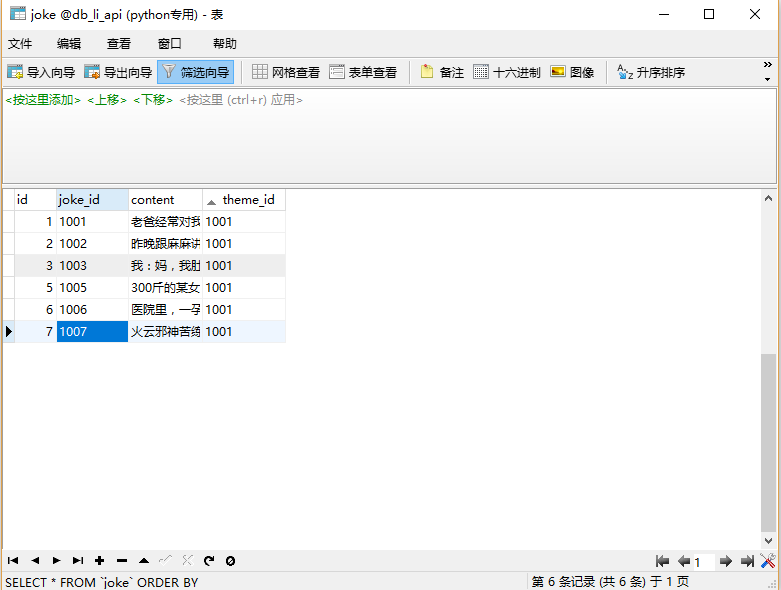 joke @db_li_api (python专用) - 表
文件 编辑 查看 窗口 帮助
导入向导 导出向导 筛选向导 网格查看 表单查看 备注 十六进制 图像 升序排序
<按这里添加> <上移> <下移> <按这里 (ctrl+r) 应用>
id joke_id content theme_id
1 1001 老爸经常对我 1001
2 1002 昨晚跟麻麻讲 1001
3 1003 我：妈，我肚 1001
5 1005 300斤的某女 1001
6 1006 医院里，一孕 1001
7 1007 火云邪神苦练 1001
1
SELECT * FROM `joke` ORDER BY 第 6 条记录 (共 6 条) 于 1 页